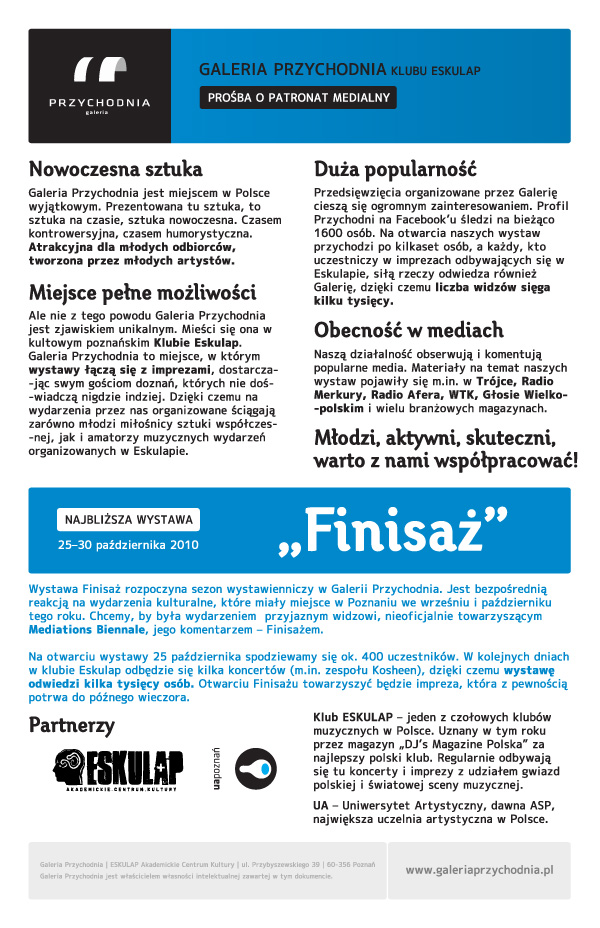 PRZYCHODNIA
galeria
GALERIA PRZYCHODNIA KLUBU ESKULAP
PROŚBA O PATRONAT MEDIALNY
Nowoczesna sztuka
Galeria Przychodnia jest miejscem w Polsce
wyjątkowym. Prezentowana tu sztuka, to
sztuka na czasie, sztuka nowoczesna. Czasem
kontrowersyjna, czasem humorystyczna.
Atrakcyjna dla młodych odbiorców,
tworzona przez młodych artystów.
Miejsce pełne możliwości
Ale nie z tego powodu Galeria Przychodnia
jest zjawiskiem unikalnym. Mieści się ona w
kultowym poznańskim Klubie Eskulap.
Galeria Przychodnia to miejsce, w którym
wystawy łączą się z imprezami, dostarcza-
-jąc swym gościom doznań, których nie doś-
-wiadczą nigdzie indziej. Dzięki czemu na
wydarzenia przez nas organizowane ściągają
zarówno młodzi miłośnicy sztuki współczes-
-nej, jak i amatorzy muzycznych wydarzeń
organizowanych w Eskulapie.
Duża popularność
Przedsięwzięcia organizowane przez Galerię
cieszą się ogromnym zainteresowaniem. Profil
Przychodni na Facebook'u śledzi na bieżąco
1600 osób. Na otwarcia naszych wystaw
przychodzi po kilkaset osób, a każdy, kto
uczestniczy w imprezach odbywających się w
Eskulapie, siłą rzeczy odwiedza również
Galerię, dzięki czemu liczba widzów sięga
kilku tysięcy.
Obecność w mediach
Naszą działalność obserwują i komentują
popularne media. Materiały na temat naszych
wystaw pojawiły się m.in. w Trójce, Radio
Merkury, Radio Afera, WTK, Głosie Wielko-
-polskim i wielu branżowych magazynach.
Młodzi, aktywni, skuteczni,
warto z nami współpracować!
NAJBLIŻSZA WYSTAWA
25–30 października 2010
„Finisaż”
Wystawa Finisaż rozpoczyna sezon wystawienniczy w Galerii Przychodnia. Jest bezpośrednią
reakcją na wydarzenia kulturalne, które miały miejsce w Poznaniu we wrześniu i październiku
tego roku. Chcemy, by była wydarzeniem przyjaznym widzowi, nieoficjalnie towarzyszącym
Mediations Biennale, jego komentarzem – Finisażem.
Na otwarciu wystawy 25 października spodziewamy się ok. 400 uczestników. W kolejnych dniach
w klubie Eskulap odbędzie się kilka koncertów (m.in. zespołu Kosheen), dzięki czemu wystawę
odwiedzi kilka tysięcy osób. Otwarciu Finisażu towarzyszyć będzie impreza, która z pewnością
potrwa do późnego wieczora.
Partnerzy
ESKULAP
AKADEMICKIE.CENTRUM.KULTURY
Klub ESKULAP – jeden z czołowych klubów
muzycznych w Polsce. Uznany w tym roku
przez magazyn „DJ's Magazine Polska” za
najlepszy polski klub. Regularnie odbywają
się tu koncerty i imprezy z udziałem gwiazd
polskiej i światowej sceny muzycznej.
UA – Uniwersytet Artystyczny, dawna ASP,
największa uczelnia artystyczna w Polsce.
Galeria Przychodnia | ESKULAP Akademickie Centrum Kultury | ul. Przybyszewskiego 39 | 60-356 Poznań
Galeria Przychodnia jest właścicielem własności intelektualnej zawartej w tym dokumencie.
www.galeriaprzychodnia.pl